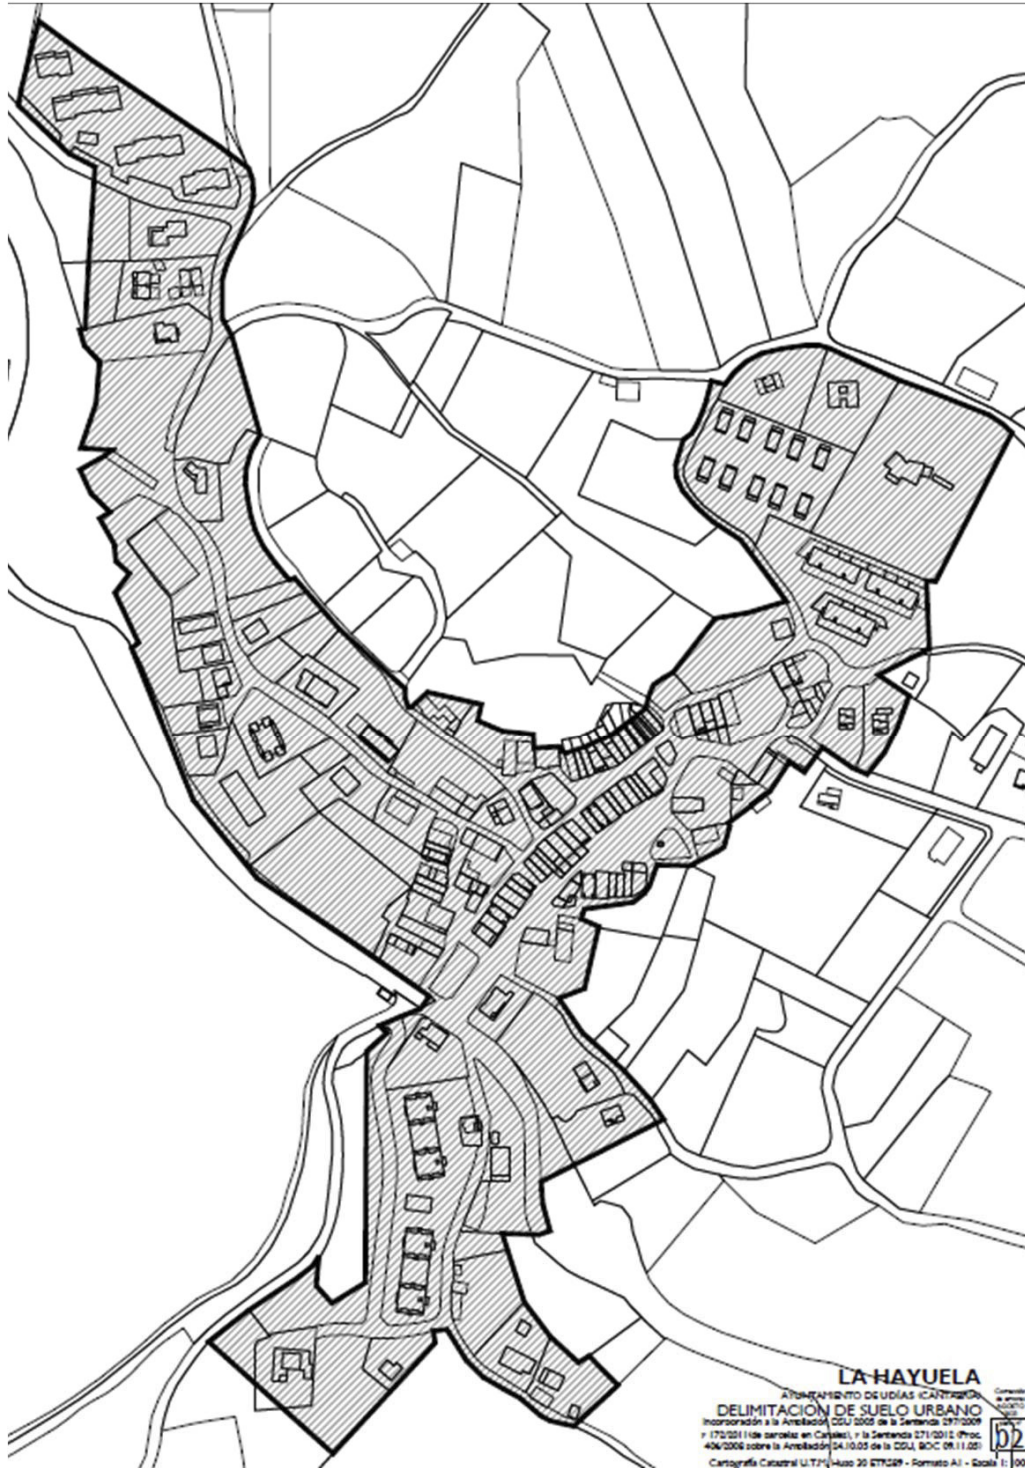 LA HAYUELA
AYUNTAMIENTO DE UDÍAS (CANTABRIA)
DELIMITACIÓN DE SUELO URBANO
Incorporación a la Ampliación DSU 2005 de la Sentencia 297/2009
y 172/2011(de parcelas en Canales), y la Sentencia 271/2012 (Proc.
406/2006 sobre la Ampliación 24.10.05 de la DSU, BOC 09.11.05)
02
Cartografía Catastral U.T.M. Huso 30 ETRS89 - Formato A1 - Escala 1: